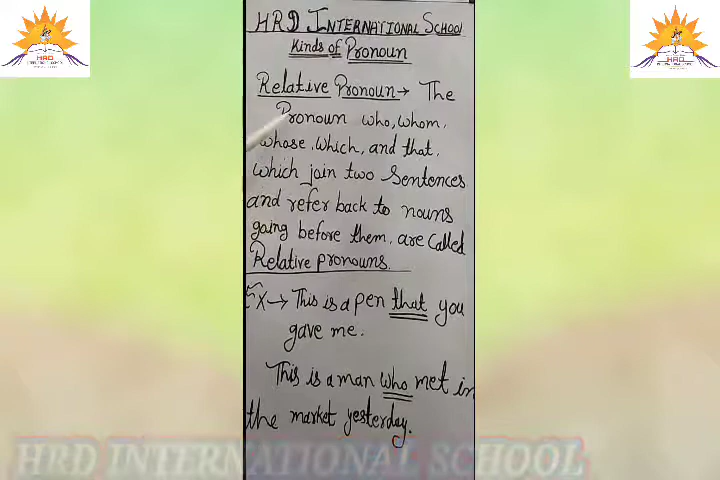 HRD INTERNATIONAL SCHOOL
Kinds of Pronoun
Relative Pronoun → The
Pronoun who, whom,
whose, which, and that,
which join two sentences
and refer back to nouns
going before them, are called
Relative pronouns.
EX → This is a pen that you
gave me.
This is a man who met in
the market yesterday.
HRD INTERNATIONAL SCHOOL
HRD
HRD